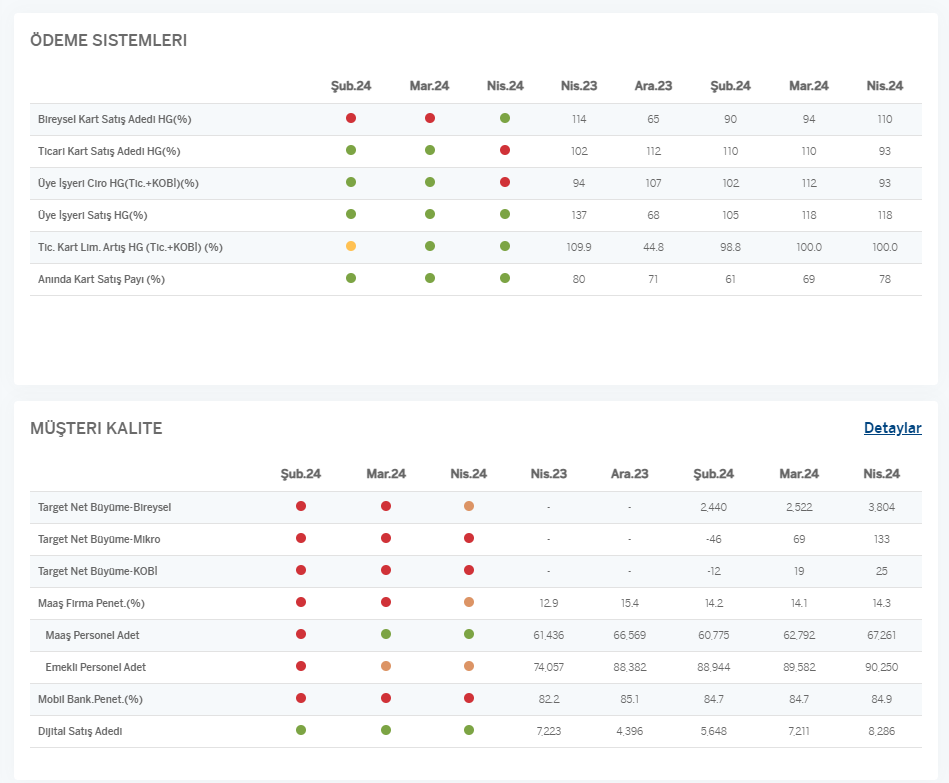 ÖDEME SISTEMLERI
Şub.24 Mar.24 Nis.24 Nis.23 Ara.23 Şub.24 Mar.24 Nis.24
Bıreysel Kart Satış Adedı HG(%) 114 65 90 94 110
Tıcarı Kart Satış Adedı HG(%) 102 112 110 110 93
Üye İşyerı Cıro HG(Tıc.+KOBİ)(%) 94 107 102 112 93
Üye İşyerı Satış HG(%) 137 68 105 118 118
Tıc. Kart Lım. Artış HG (Tıc.+KOBİ) (%) 109.9 44.8 98.8 100.0 100.0
Anında Kart Satış Payı (%) 80 71 61 69 78
MÜŞTERI KALITE Detaylar
Şub.24 Mar.24 Nis.24 Nis.23 Ara.23 Şub.24 Mar.24 Nis.24
Target Net Büyüme-Bıreysel - - 2,440 2,522 3,804
Target Net Büyüme-Mıkro - - -46 69 133
Target Net Büyüme-KOBİ - - -12 19 25
Maaş Fırma Penet.(%) 12.9 15.4 14.2 14.1 14.3
Maaş Personel Adet 61,436 66,569 60,775 62,792 67,261
Emeklı Personel Adet 74,057 88,382 88,944 89,582 90,250
Mobıl Bank.Penet.(%) 82.2 85.1 84.7 84.7 84.9
Dıjıtal Satış Adedı 7,223 4,396 5,648 7,211 8,286